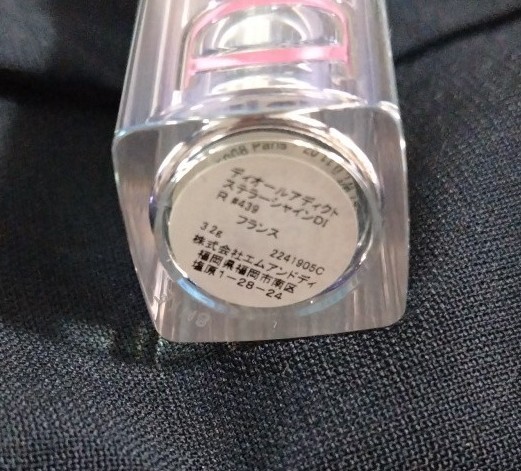 Paris
ディオールアディクト
ステラーシャインDI
R #439
フランス
3.2g 2241905C
株式会社エムアンドディ
福岡県福岡市南区
塩原1-28-24